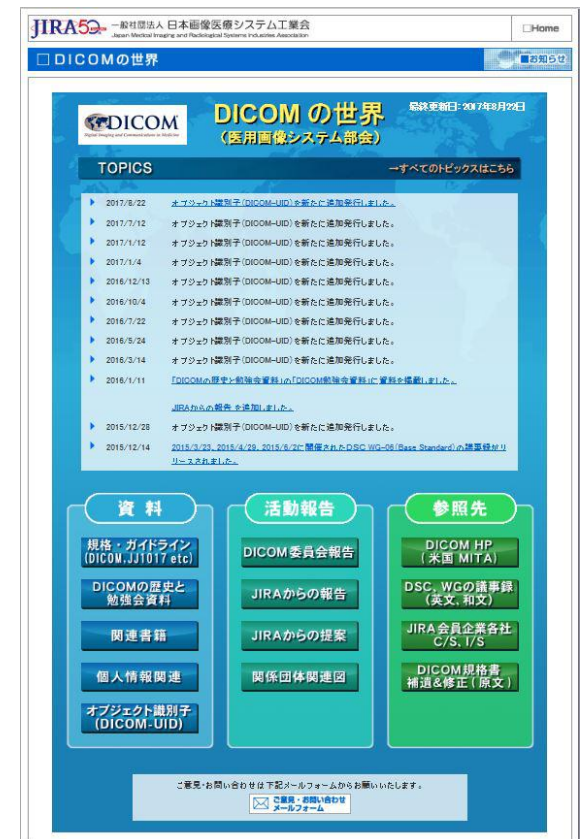 JIRA50 一般社団法人 日本画像医療システム工業会
Japan Medical Imaging and Radiological Systems Industries Association
□Home
□DICOMの世界
■お知らせ
DICOM
Digital Imaging and Communications in Medicine
DICOM の世界
(医用画像システム部会)
最終更新日：2017年8月22日
TOPICS
→すべてのトピックスはこちら
2017/8/22 オブジェクト識別子(DICOM-UID)を新たに追加発行しました。
2017/7/12 オブジェクト識別子(DICOM-UID)を新たに追加発行しました。
2017/1/12 オブジェクト識別子(DICOM-UID)を新たに追加発行しました。
2017/1/4 オブジェクト識別子(DICOM-UID)を新たに追加発行しました。
2016/12/13 オブジェクト識別子(DICOM-UID)を新たに追加発行しました。
2016/10/4 オブジェクト識別子(DICOM-UID)を新たに追加発行しました。
2016/7/22 オブジェクト識別子(DICOM-UID)を新たに追加発行しました。
2016/5/24 オブジェクト識別子(DICOM-UID)を新たに追加発行しました。
2016/3/14 オブジェクト識別子(DICOM-UID)を新たに追加発行しました。
2016/1/11 「DICOMの歴史と勉強会資料」の「DICOM勉強会資料」に 資料を掲載しました。
JIRAからの報告 を追加しました。
2015/12/28 オブジェクト識別子(DICOM-UID)を新たに追加発行しました。
2015/12/14 2015/3/23、2015/4/29、2015/6/2に開催されたDSC WG-06(Base Standard)の議事録がリ
リースされました。
資 料
規格・ガイドライン
(DICOM,JJ1017 etc)
DICOMの歴史と
勉強会資料
関連書籍
個人情報関連
オブジェクト識別子
(DICOM-UID)
活動報告
DICOM委員会報告
JIRAからの報告
JIRAからの提案
関係団体関連図
参照先
DICOM HP
(米国 MITA)
DSC, WGの議事録
(英文, 和文)
JIRA会員企業各社
C/S、I/S
DICOM規格書
補遺&修正(原文)
ご意見・お問い合わせは下記メールフォームからお願いいたします。
ご意見・お問い合わせ
メールフォーム